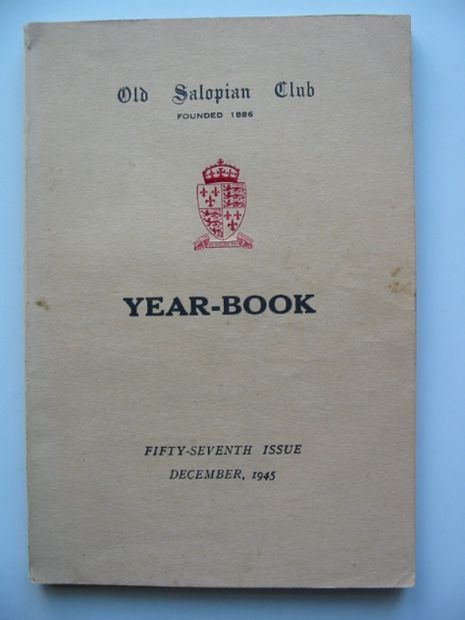 Old Salopian Club
FOUNDED 1886
YEAR-BOOK
FIFTY-SEVENTH ISSUE
DECEMBER, 1945